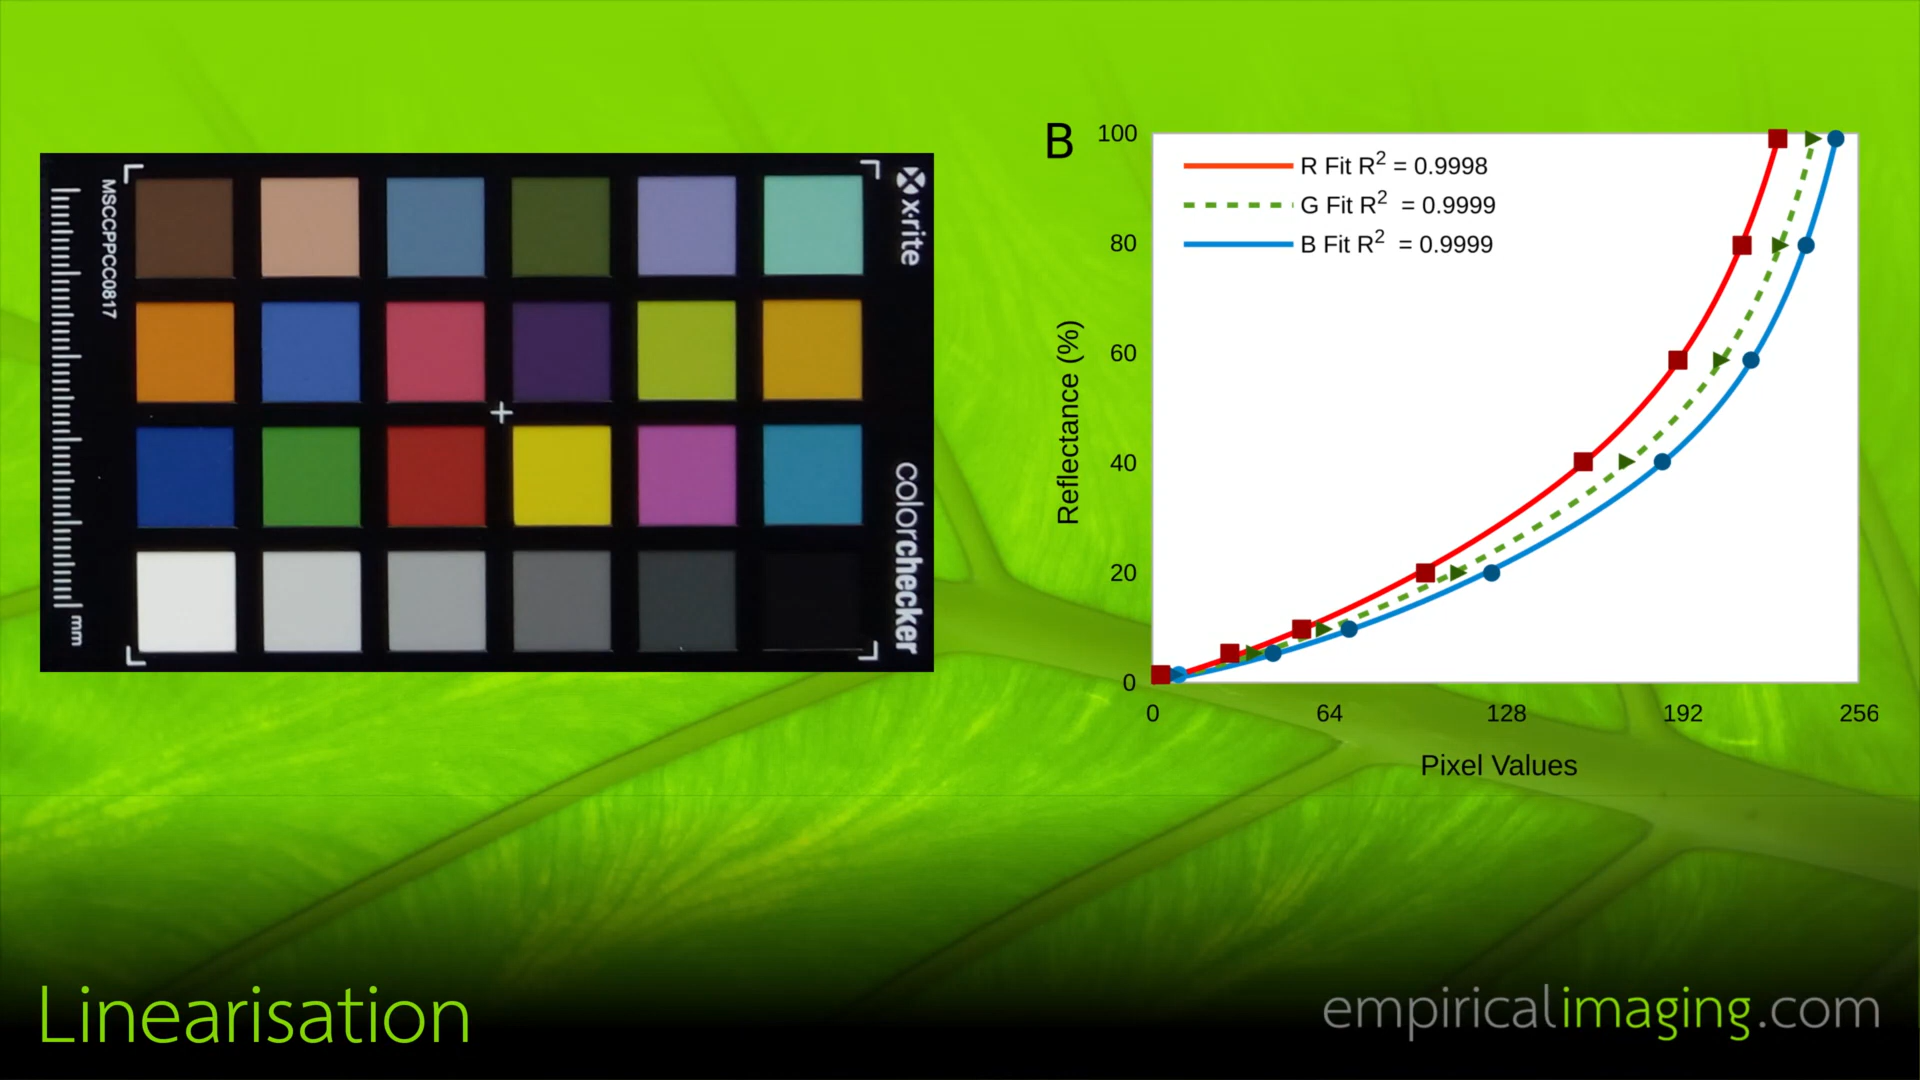 MSCCPPCC0817
mm
x·rite
colorchecker
B
R Fit R² = 0.9998
G Fit R² = 0.9999
B Fit R² = 0.9999
100
80
60
40
20
0
Reflectance (%)
0 64 128 192 256
Pixel Values
Linearisation
empiricalimaging.com